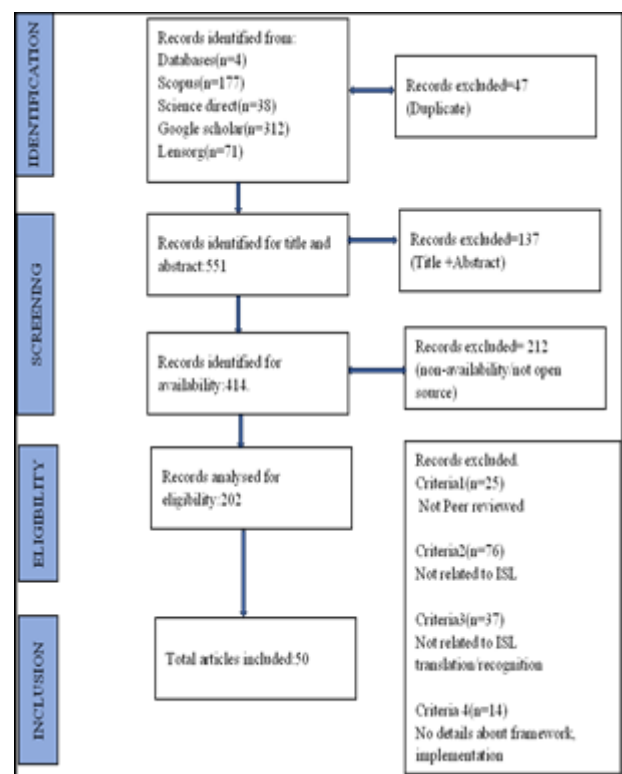 IDENTIFICATION
Records identified from:
Databases(n=4)
Scopus(n=177)
Science direct(n=38)
Google scholar(n=312)
Lensorg(n=71)
Records excluded=47
(Duplicate)
SCREENING
Records identified for title and
abstract:551
Records excluded=137
(Title +Abstract)
Records identified for
availability:414.
Records excluded= 212
(non-availability/not open
source)
ELIGIBILITY
Records analysed for
eligibility:202
Records excluded.
Criteria1(n=25)
Not Peer reviewed
Criteria2(n=76)
Not related to ISL
Criteria3(n=37)
Not related to ISL
translation/recognition
Criteria 4(n=14)
No details about framework,
implementation
INCLUSION
Total articles included:50